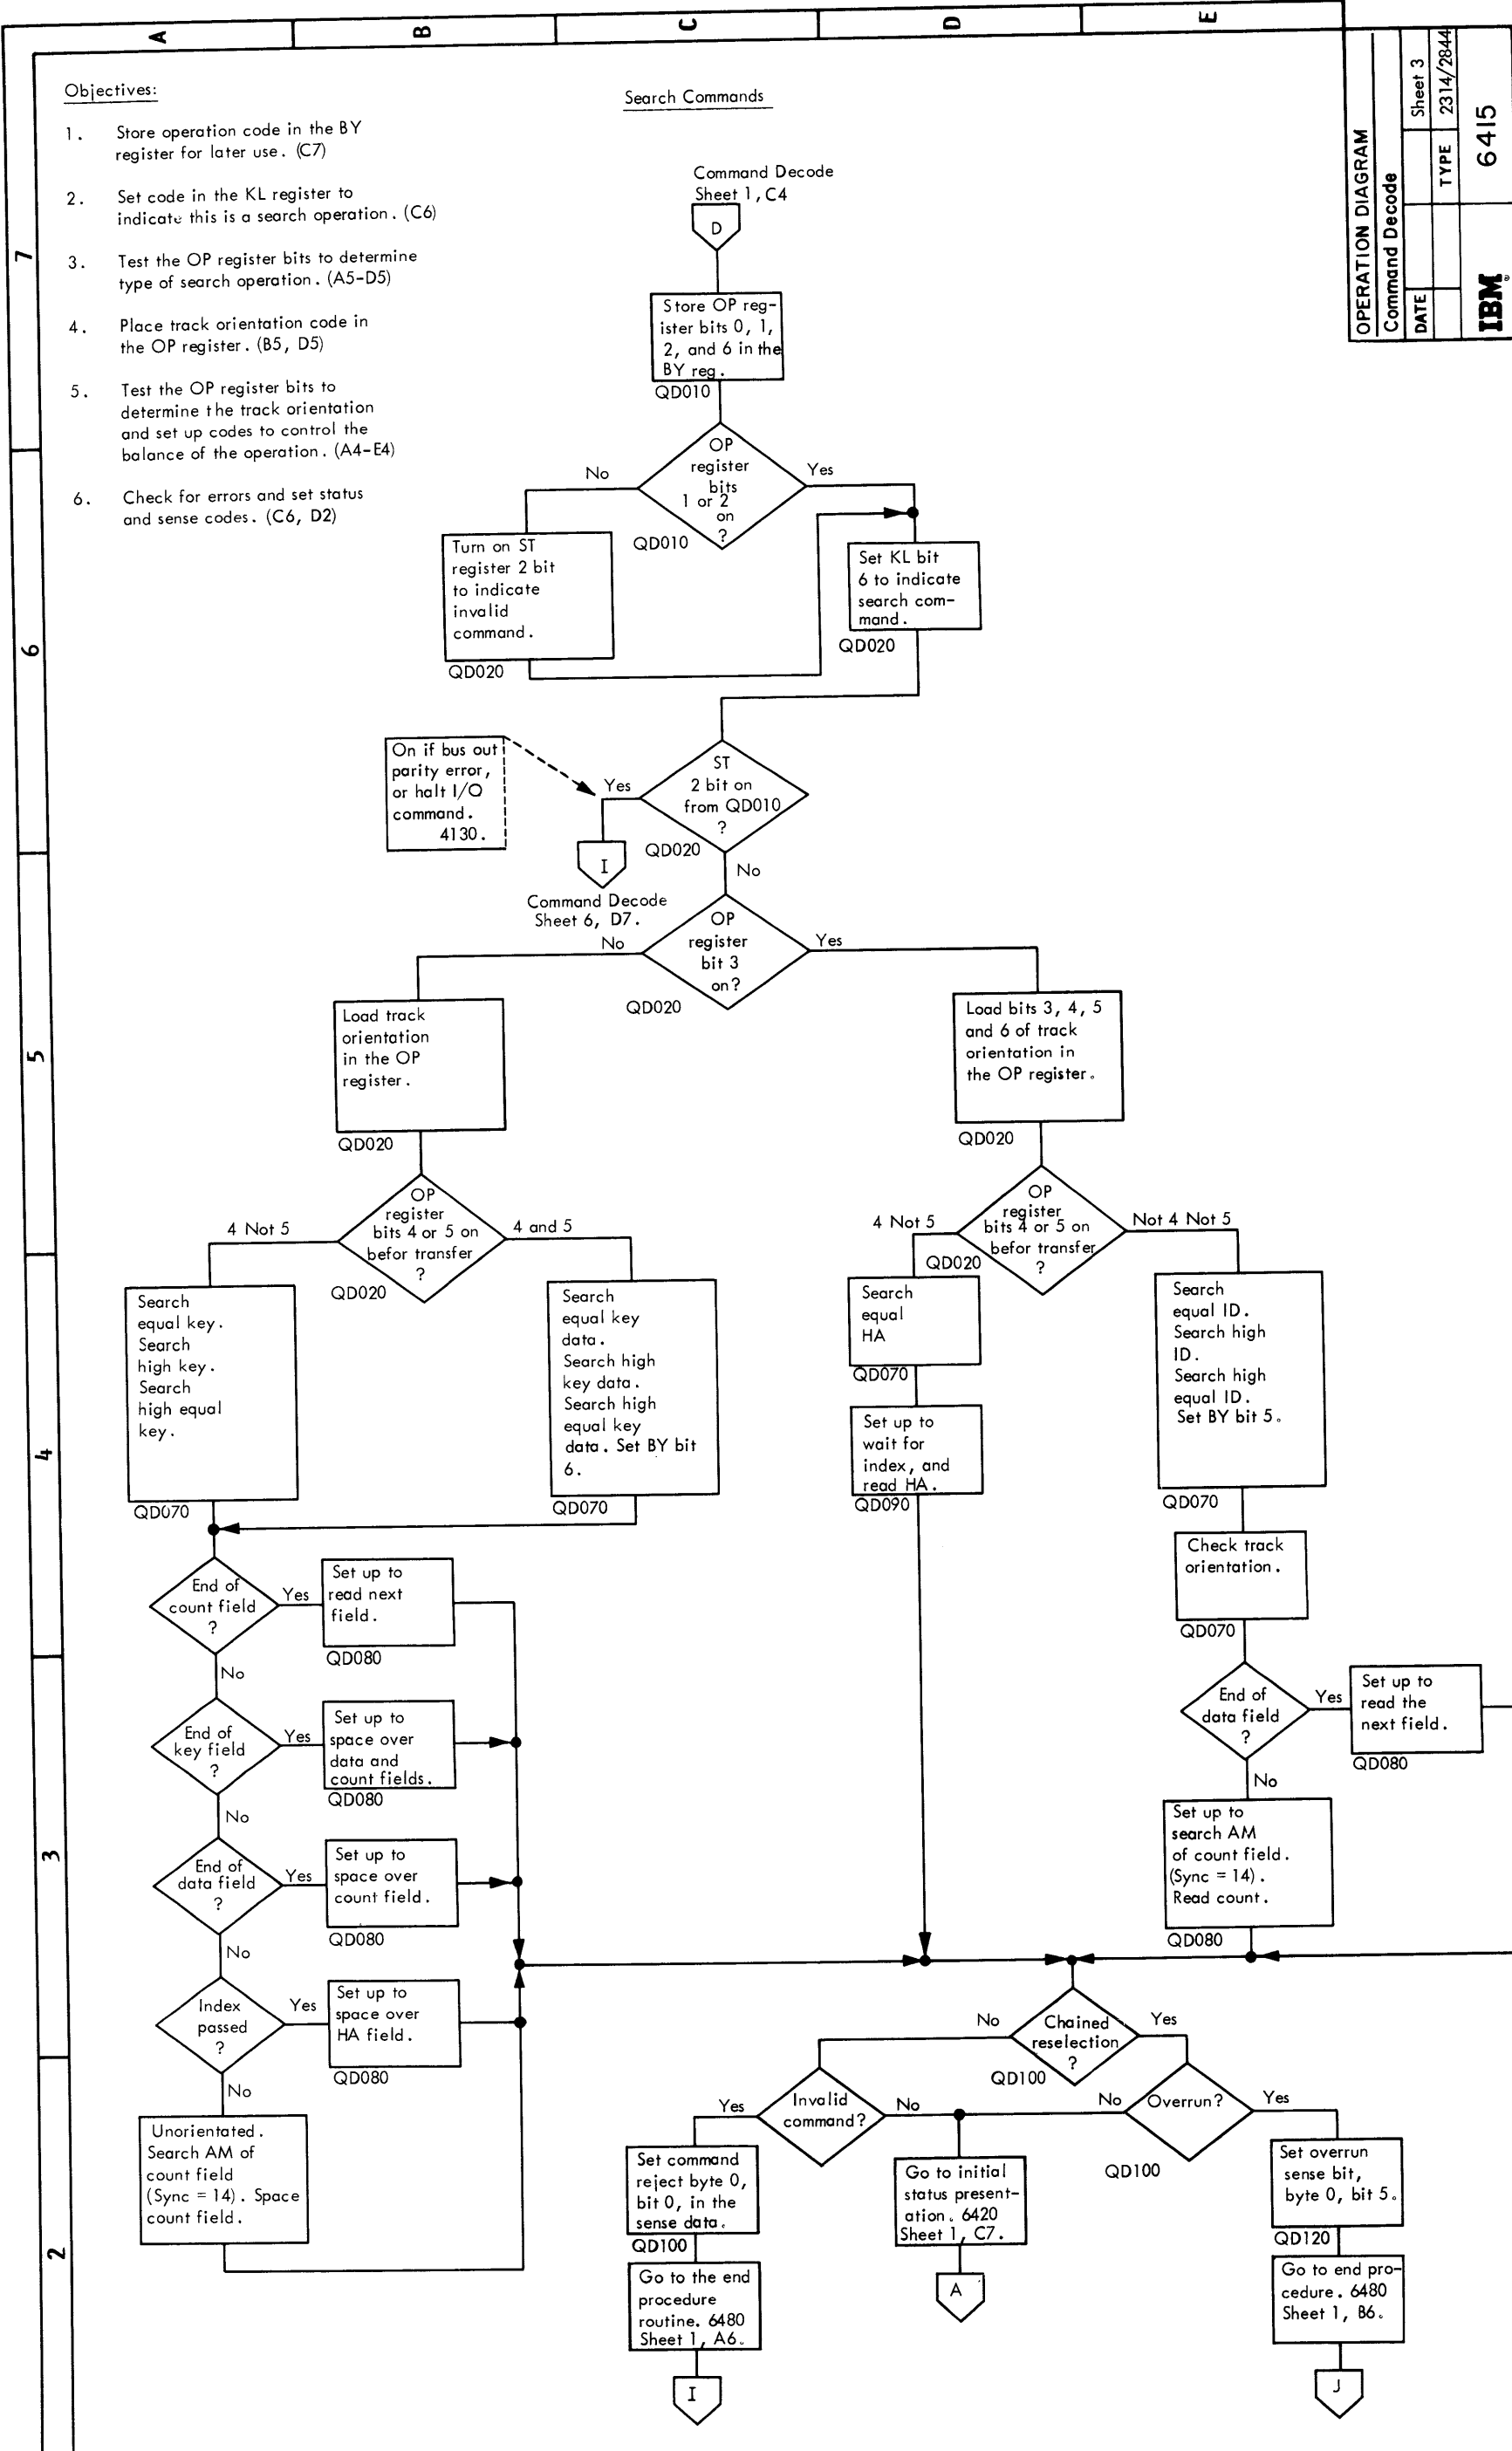 A
B
C
D
E
7
6
5
4
3
2
OPERATION DIAGRAM
Command Decode
Sheet 3
DATE
TYPE
2314/2844
IBM
6415
Objectives:
1. Store operation code in the BY
register for later use. (C7)
2. Set code in the KL register to
indicate this is a search operation. (C6)
3. Test the OP register bits to determine
type of search operation. (A5-D5)
4. Place track orientation code in
the OP register. (B5, D5)
5. Test the OP register bits to
determine the track orientation
and set up codes to control the
balance of the operation. (A4-E4)
6. Check for errors and set status
and sense codes. (C6, D2)
Search Commands
Command Decode
Sheet 1, C4
D
Store OP reg-
ister bits 0, 1,
2, and 6 in the
BY reg.
QD010
OP
register
bits
1 or 2
on
?
No
Yes
QD010
Turn on ST
register 2 bit
to indicate
invalid
command.
QD020
Set KL bit
6 to indicate
search com-
mand.
QD020
On if bus out
parity error,
or halt I/O
command.
4130.
ST
2 bit on
from QD010
?
Yes
QD020
No
I
Command Decode
Sheet 6, D7.
OP
register
bit 3
on?
No
Yes
QD020
Load track
orientation
in the OP
register.
QD020
Load bits 3, 4, 5
and 6 of track
orientation in
the OP register.
QD020
OP
register
bits 4 or 5 on
befor transfer
?
4 Not 5
4 and 5
QD020
OP
register
bits 4 or 5 on
befor transfer
?
4 Not 5
Not 4 Not 5
QD020
Search
equal key.
Search
high key.
Search
high equal
key.
QD070
Search
equal key
data.
Search high
key data.
Search high
equal key
data. Set BY bit
6.
QD070
Search
equal
HA
QD070
Set up to
wait for
index, and
read HA.
QD090
Search
equal ID.
Search high
ID.
Search high
equal ID.
Set BY bit 5.
QD070
Check track
orientation.
QD070
End of
count field
?
Yes
Set up to
read next
field.
QD080
No
End of
key field
?
Yes
Set up to
space over
data and
count fields.
QD080
No
End of
data field
?
Yes
Set up to
space over
count field.
QD080
No
Index
passed
?
Yes
Set up to
space over
HA field.
QD080
No
Unorientated.
Search AM of
count field
(Sync = 14). Space
count field.
End of
data field
?
Yes
Set up to
read the
next field.
QD080
No
Set up to
search AM
of count field.
(Sync = 14).
Read count.
QD080
Chained
reselection
?
No
Yes
QD100
Invalid
command?
Yes
No
Overrun?
No
Yes
QD100
Set command
reject byte 0,
bit 0, in the
sense data.
QD100
Go to the end
procedure
routine. 6480
Sheet 1, A6.
I
Go to initial
status present-
ation. 6420
Sheet 1, C7.
A
Set overrun
sense bit,
byte 0, bit 5.
QD120
Go to end pro-
cedure. 6480
Sheet 1, B6.
J